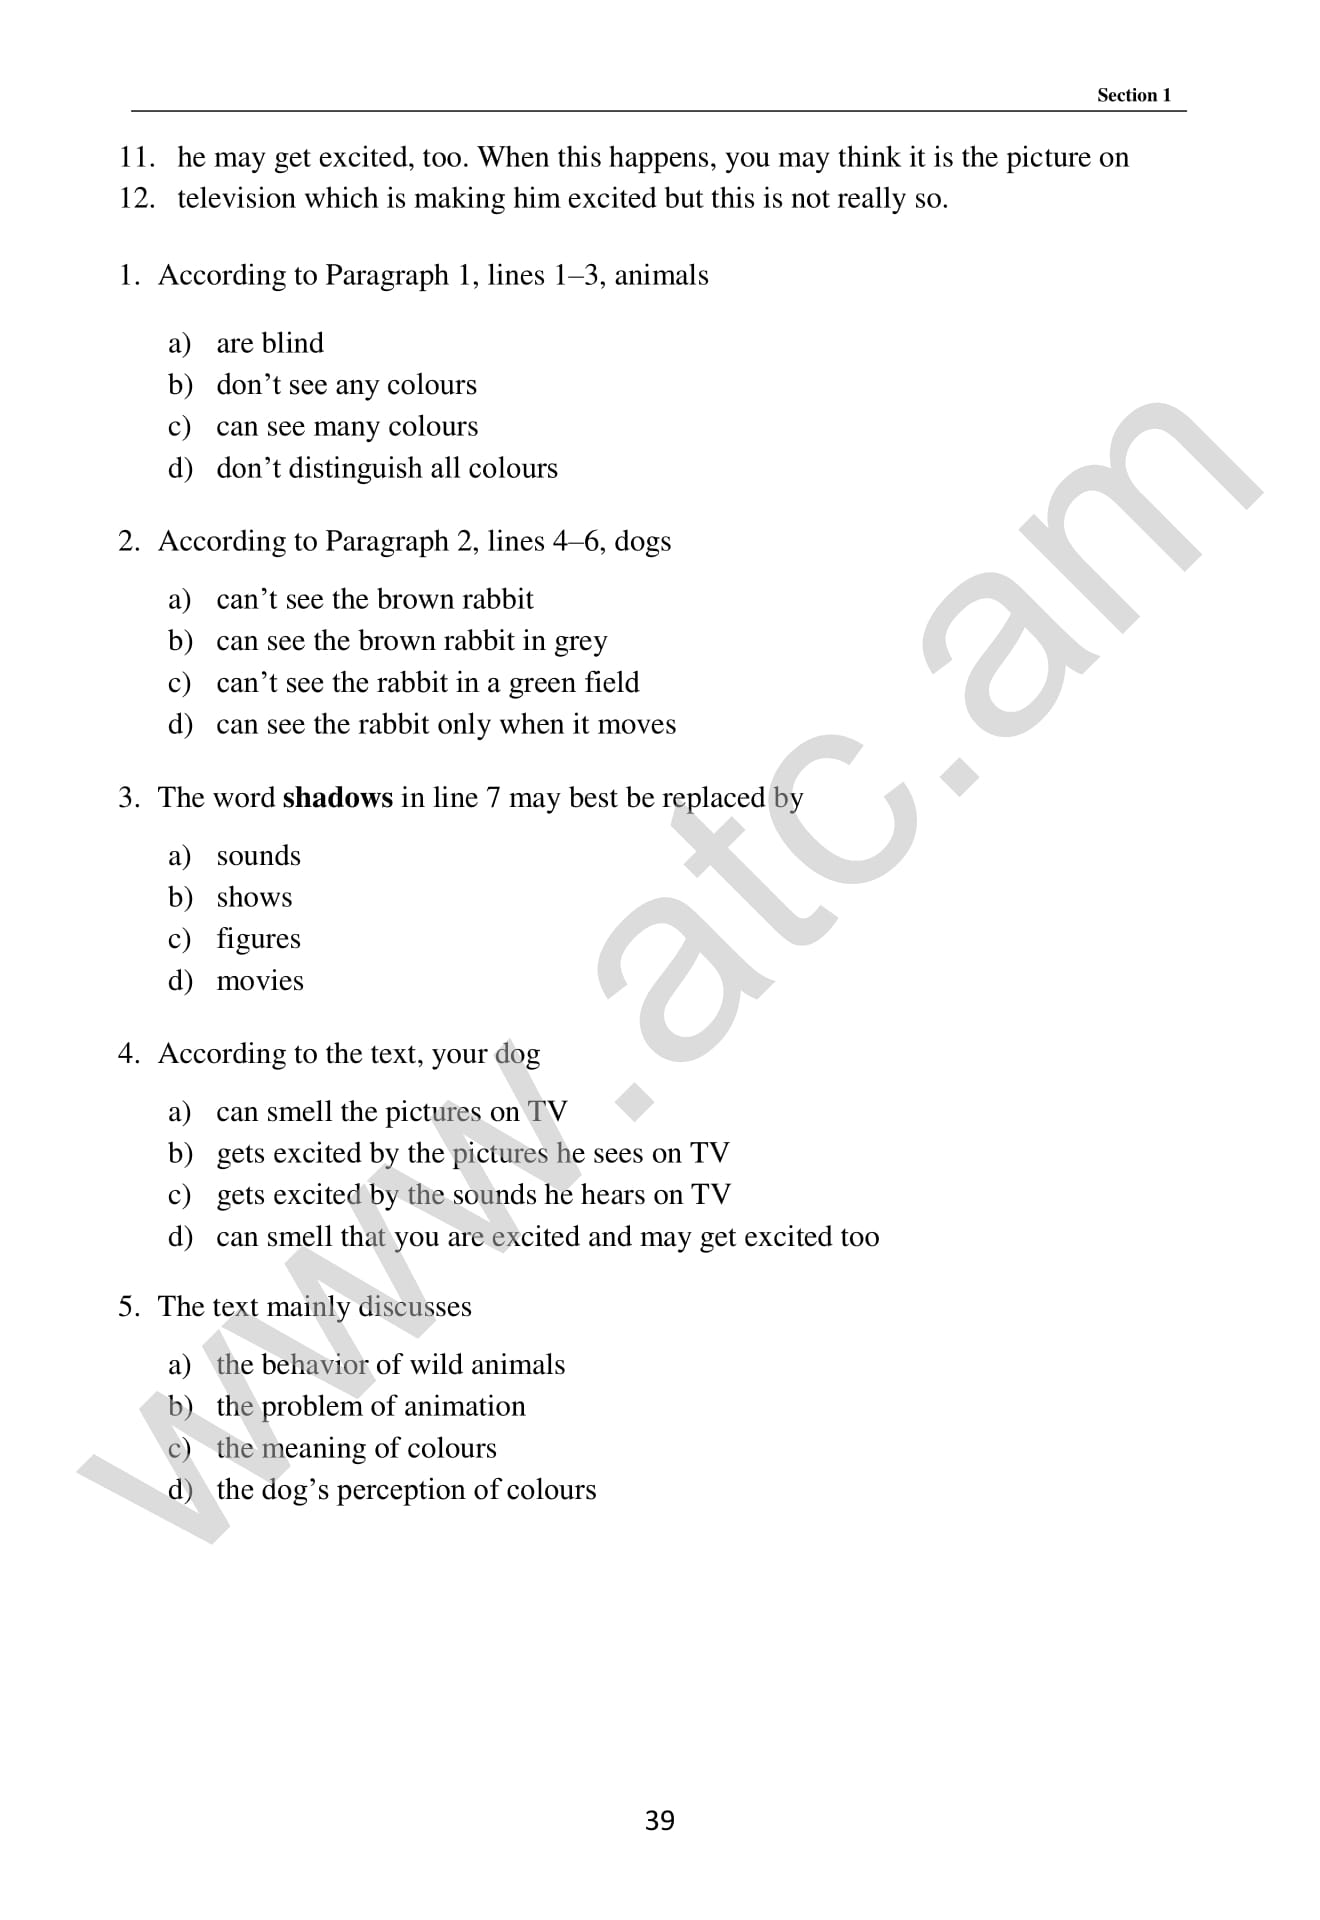 Section 1
11. he may get excited, too. When this happens, you may think it is the picture on
12. television which is making him excited but this is not really so.
1. According to Paragraph 1, lines 1–3, animals
a) are blind
b) don’t see any colours
c) can see many colours
d) don’t distinguish all colours
2. According to Paragraph 2, lines 4–6, dogs
a) can’t see the brown rabbit
b) can see the brown rabbit in grey
c) can’t see the rabbit in a green field
d) can see the rabbit only when it moves
3. The word shadows in line 7 may best be replaced by
a) sounds
b) shows
c) figures
d) movies
4. According to the text, your dog
a) can smell the pictures on TV
b) gets excited by the pictures he sees on TV
c) gets excited by the sounds he hears on TV
d) can smell that you are excited and may get excited too
5. The text mainly discusses
a) the behavior of wild animals
b) the problem of animation
c) the meaning of colours
d) the dog’s perception of colours
www.atc.am
39